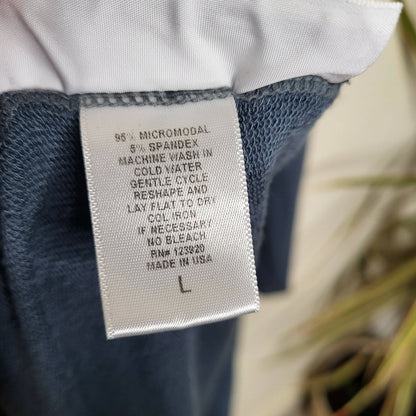 95% MICROMODAL
5% SPANDEX
MACHINE WASH IN
COLD WATER
GENTLE CYCLE
RESHAPE AND
LAY FLAT TO DRY
COL IRON
IF NECESSARY
NO BLEACH
RN# 123920
MADE IN USA
L